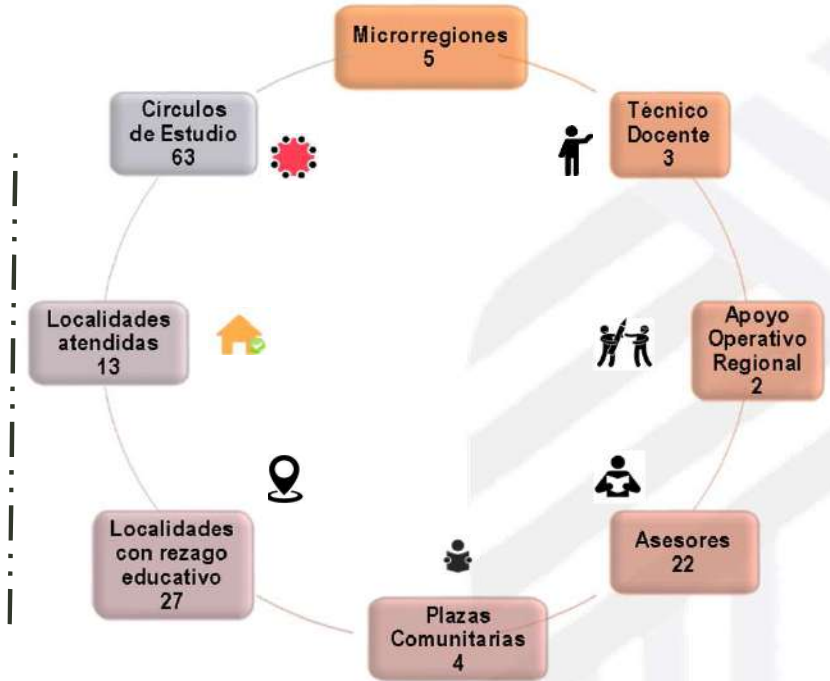 Microrregiones
5
Técnico
Docente
3
Apoyo
Operativo
Regional
2
Asesores
22
Plazas
Comunitarias
4
Localidades
con rezago
educativo
27
Localidades
atendidas
13
Círculos
de Estudio
63